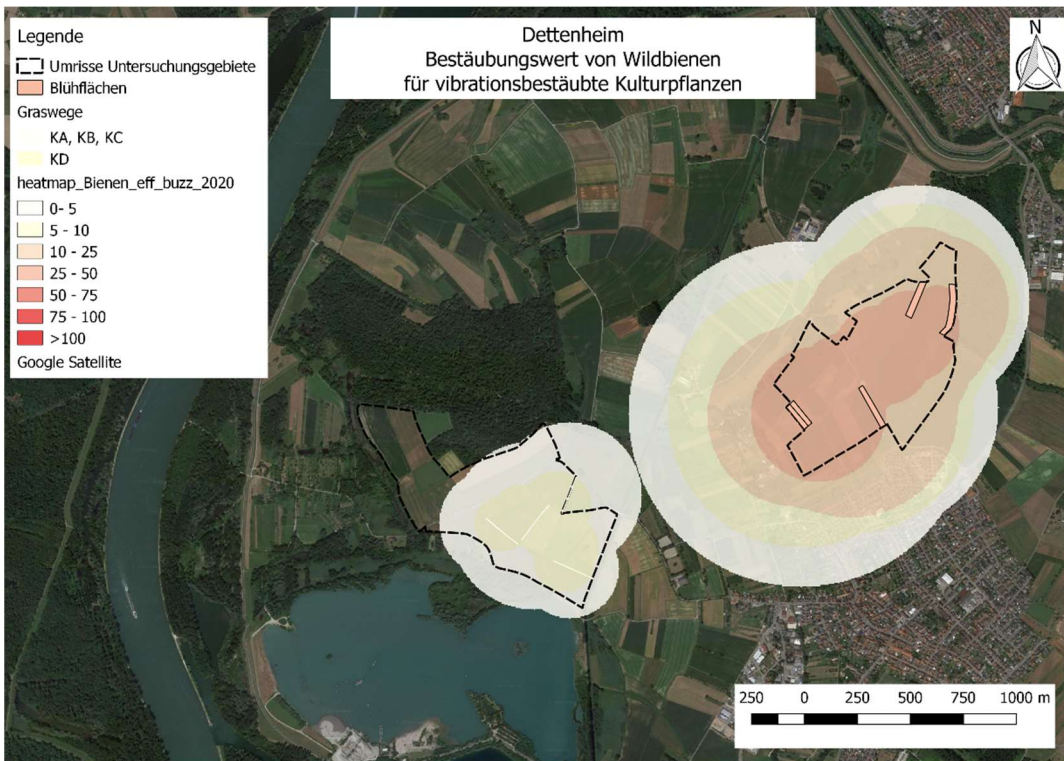 Legende
Umrisse Untersuchungsgebiete
Blühflächen
Graswege
KA, KB, KC
KD
heatmap_Bienen_eff_buzz_2020
0- 5
5 - 10
10 - 25
25 - 50
50 - 75
75 - 100
>100
Google Satellite
Dettenheim
Bestäubungswert von Wildbienen
für vibrationsbestäubte Kulturpflanzen
N
250 0 250 500 750 1000 m